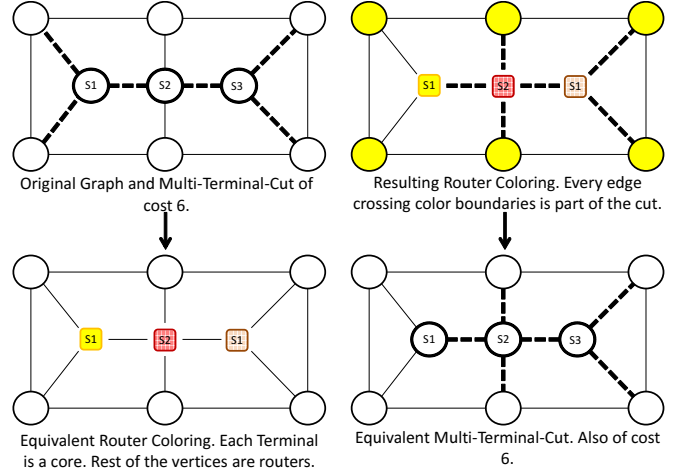 S1 S2 S3
S1 S2 S1
Original Graph and Multi-Terminal-Cut of
cost 6.
Resulting Router Coloring. Every edge
crossing color boundaries is part of the cut.
S1 S2 S1
S1 S2 S3
Equivalent Router Coloring. Each Terminal
is a core. Rest of the vertices are routers.
Equivalent Multi-Terminal-Cut. Also of cost
6.